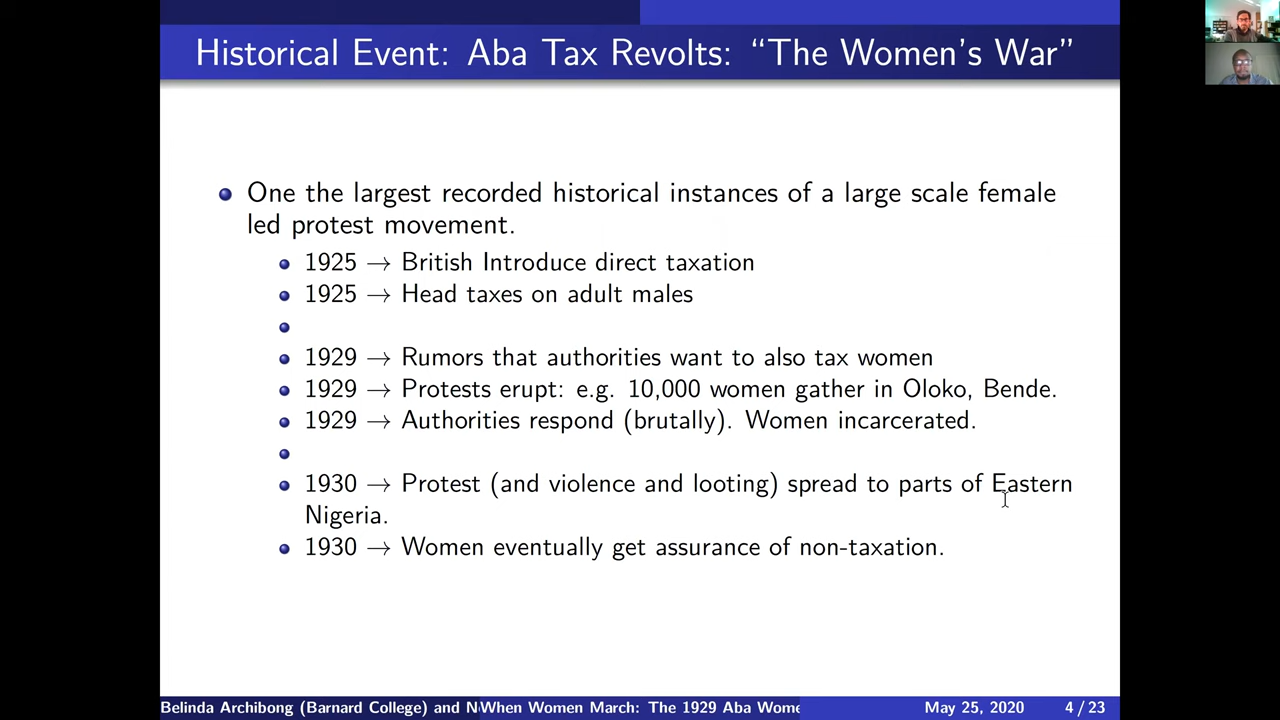 Historical Event: Aba Tax Revolts: “The Women’s War”
One the largest recorded historical instances of a large scale female
led protest movement.
1925 → British Introduce direct taxation
1925 → Head taxes on adult males
1929 → Rumors that authorities want to also tax women
1929 → Protests erupt: e.g. 10,000 women gather in Oloko, Bende.
1929 → Authorities respond (brutally). Women incarcerated.
1930 → Protest (and violence and looting) spread to parts of Eastern
Nigeria.
1930 → Women eventually get assurance of non-taxation.
Belinda Archibong (Barnard College) and N When Women March: The 1929 Aba Wome May 25, 2020 4 / 23